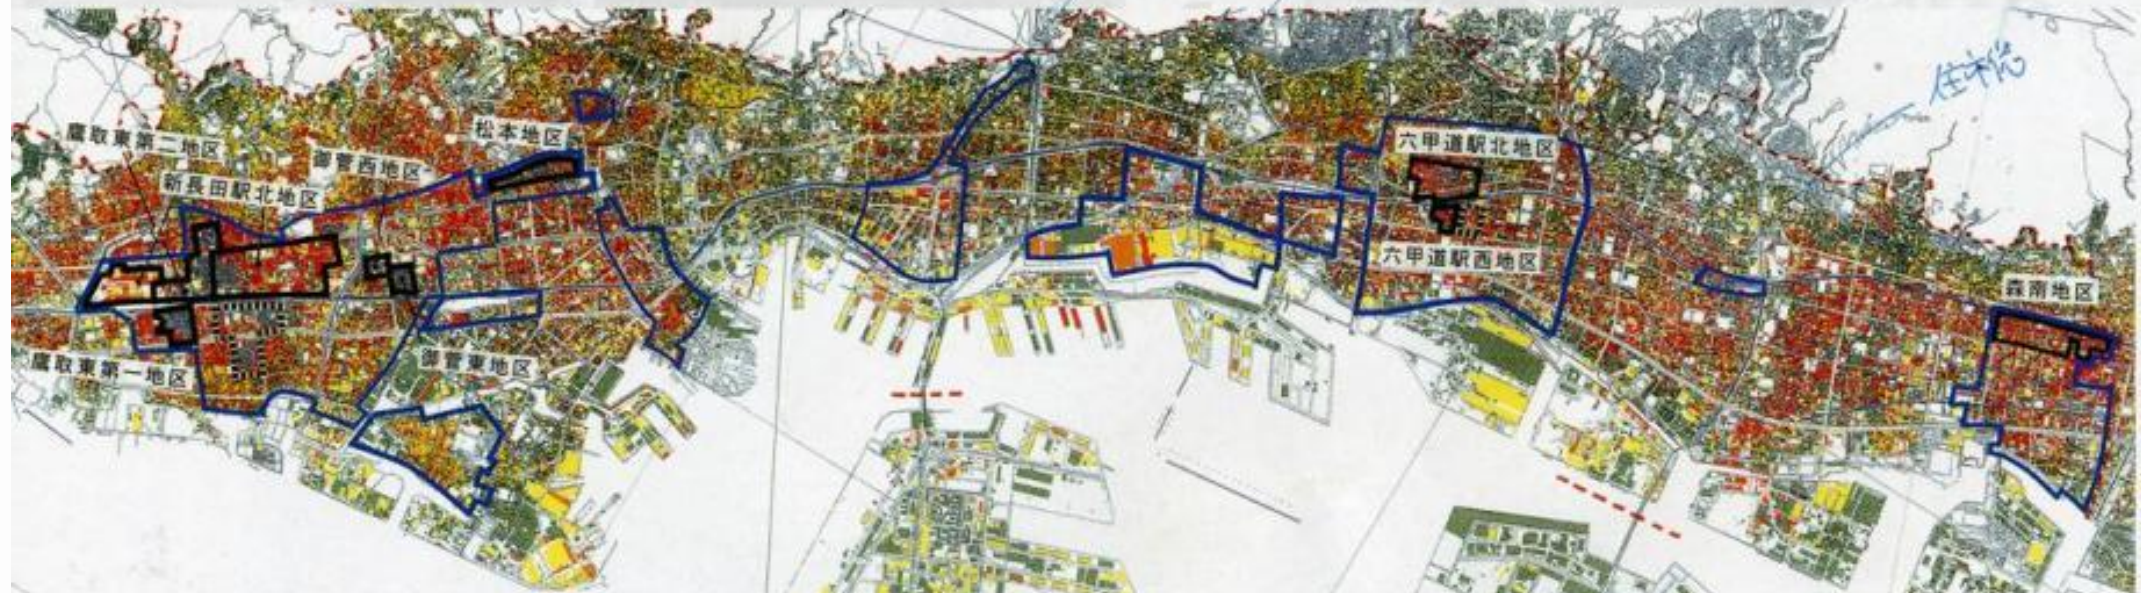 鷹取東第二地区
新長田駅北地区
御菅西地区
松本地区
鷹取東第一地区
御菅東地区
六甲道駅北地区
六甲道駅西地区
森南地区